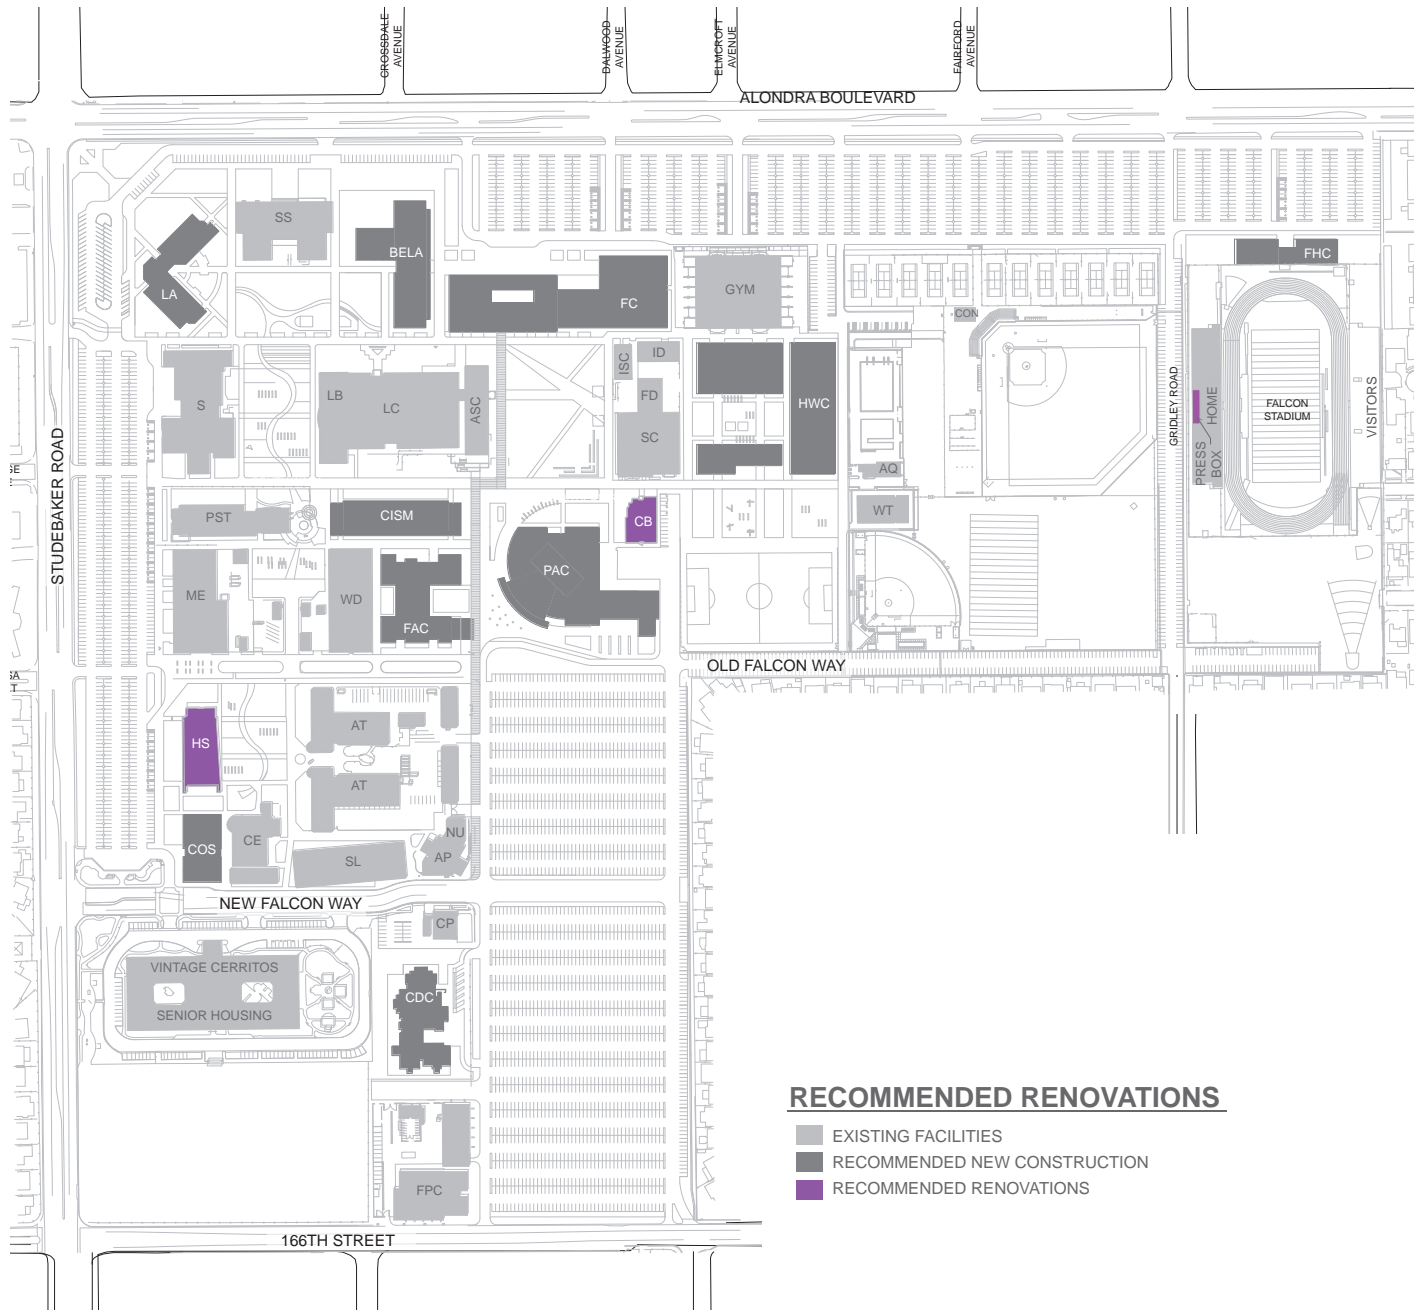 CROSSDALE
AVENUE
DALWOOD
AVENUE
ELMCROFT
AVENUE
FAIRFORD
AVENUE
ALONDRA BOULEVARD
SS
BELA
LA
FC
GYM
FHC
CON
ISC
ID
LB
LC
ASC
S
FD
SC
HWC
GRIDLEY ROAD
HOME
PRESS
BOX
FALCON
STADIUM
VISITORS
AQ
STUDEBAKER ROAD
SE
PST
CISM
CB
WT
PAC
ME
WD
FAC
OLD FALCON WAY
SA
HS
AT
AT
COS
CE
SL
NU
AP
NEW FALCON WAY
CP
VINTAGE CERRITOS
SENIOR HOUSING
CDC
RECOMMENDED RENOVATIONS
EXISTING FACILITIES
RECOMMENDED NEW CONSTRUCTION
RECOMMENDED RENOVATIONS
FPC
166TH STREET